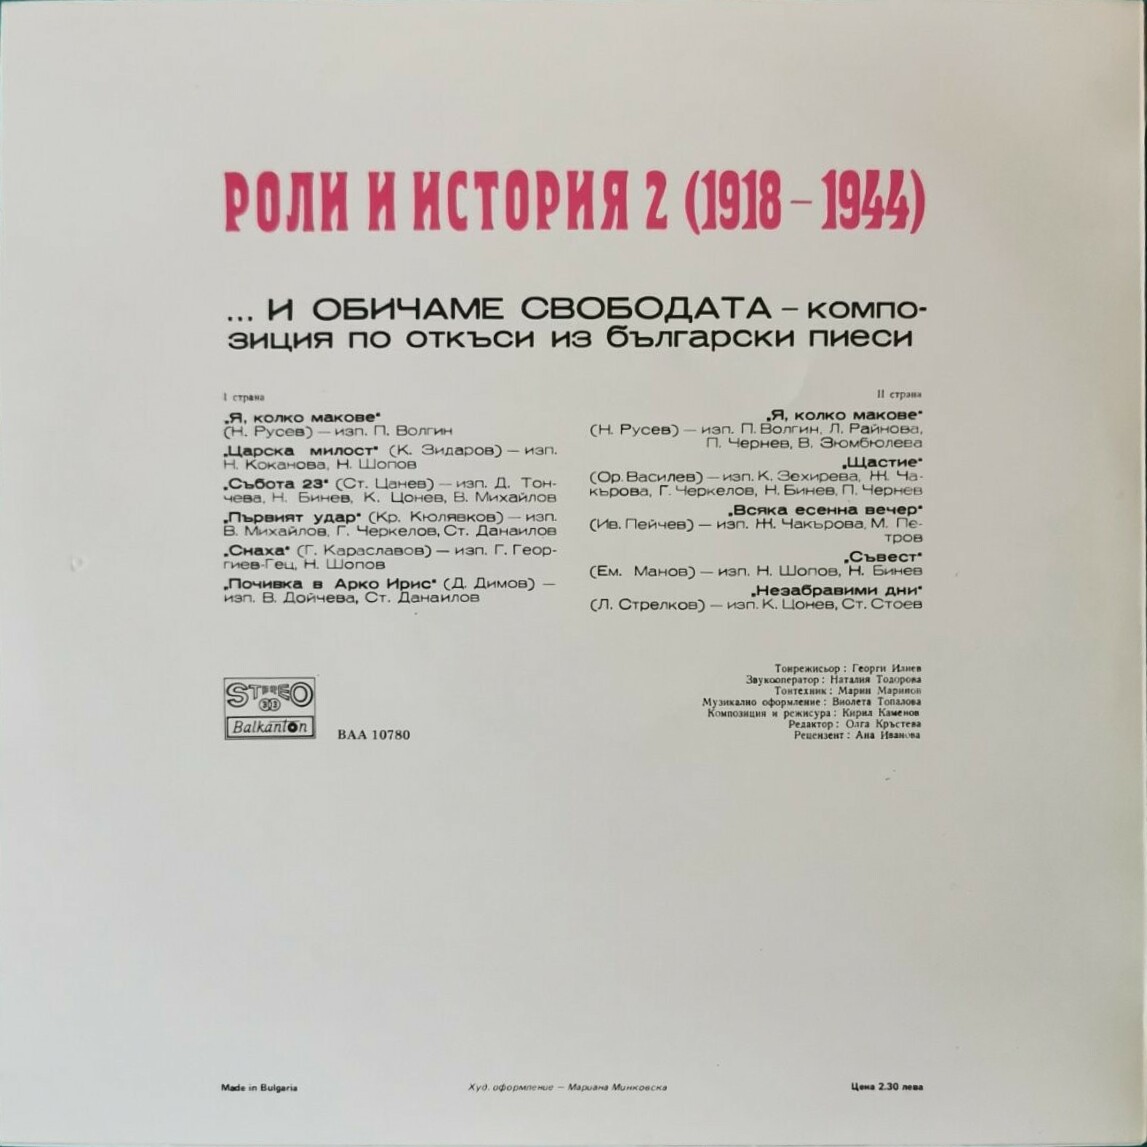 РОЛИ И ИСТОРИЯ 2 (1918 – 1944)
... И ОБИЧАМЕ СВОБОДАТА – компо-
зиция по откъси из български пиеси
I страна
„Я, колко макове“
(Н. Русев) — изп. П. Волгин
„Царска милост“ (К. Зидаров) — изп.
Н. Коканова, Н. Шопов
„Събота 23“ (Ст. Цанев) — изп. Д. Тон-
чева, Н. Бинев, К. Цонев, В. Михайлов
„Първият удар“ (Кр. Кюлявков) — изп.
В. Михайлов, Г. Черкелов, Ст. Данаилов
„Снаха“ (Г. Караславов) — изп. Г. Геор-
гиев-Гец, Н. Шопов
„Почивка в Арко Ирис“ (Д. Димов) —
изп. В. Дойчева, Ст. Данаилов
II страна
„Я, колко макове“
(Н. Русев) — изп. П. Волгин, Л. Райнова,
П. Чернев, В. Зюмбюлева
„Щастие“
(Ор. Василев) — изп. К. Зехирева, Ж. Ча-
кърова, Г. Черкелов, Н. Бинев, П. Чернев
„Всяка есенна вечер“
(Ив. Пейчев) — изп. Ж. Чакърова, М. Пе-
тров
„Съвест“
(Ем. Манов) — изп. Н. Шопов, Н. Бинев
„Незабравими дни“
(Л. Стрелков) — изп. К. Цонев, Ст. Стоев
STEREO
33
Balkanton
ВАА 10780
Тонрежисьор : Георги Илиев
Звукооператор : Наталия Тодорова
Тонтехник : Марин Маринов
Музикално оформление : Виолета Топалова
Композиция и режисура : Кирил Каменов
Редактор : Олга Кръстева
Рецензент : Ана Иванова
Made in Bulgaria
Худ. оформление — Мариана Минковска
Цена 2.30 лева